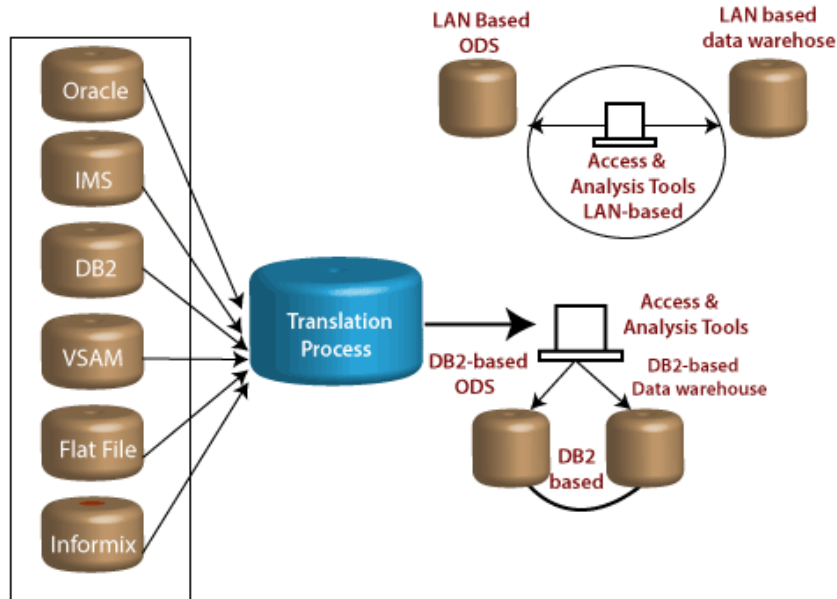 Oracle
IMS
DB2
VSAM
Flat File
Informix
Translation
Process
LAN Based
ODS
LAN based
data warehose
Access &
Analysis Tools
LAN-based
Access &
Analysis Tools
DB2-based
ODS
DB2-based
Data warehouse
DB2
based